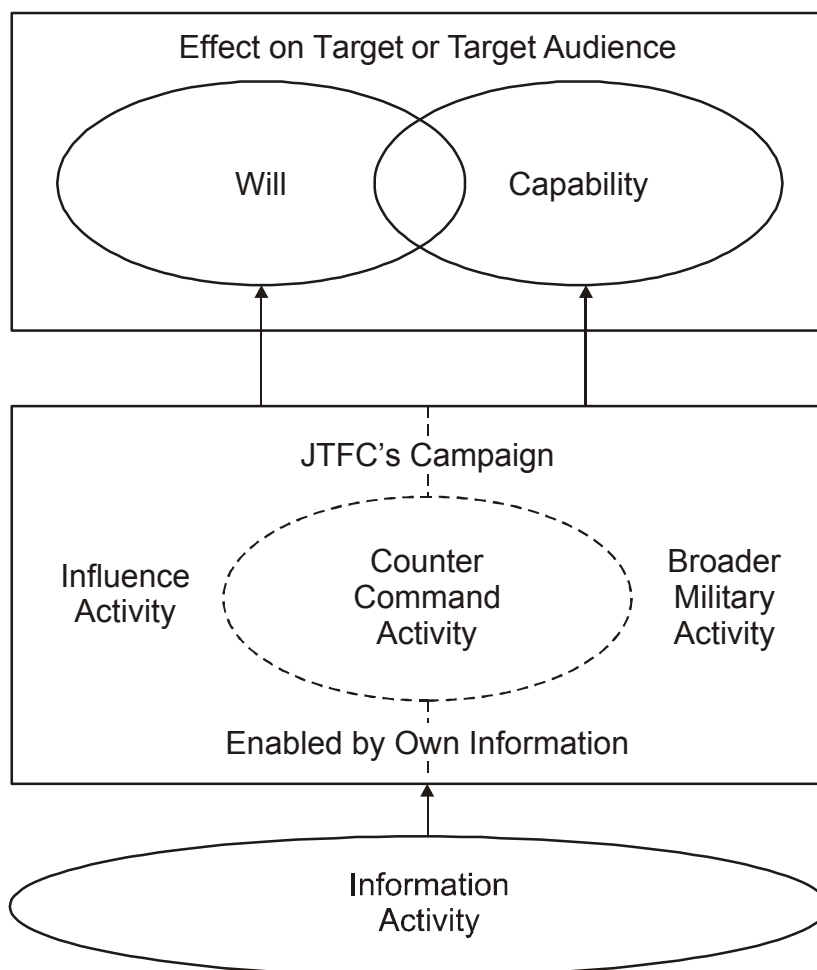 Effect on Target or Target Audience
Will
Capability
JTFC’s Campaign
Influence
Activity
Counter
Command
Activity
Broader
Military
Activity
Enabled by Own Information
Information
Activity